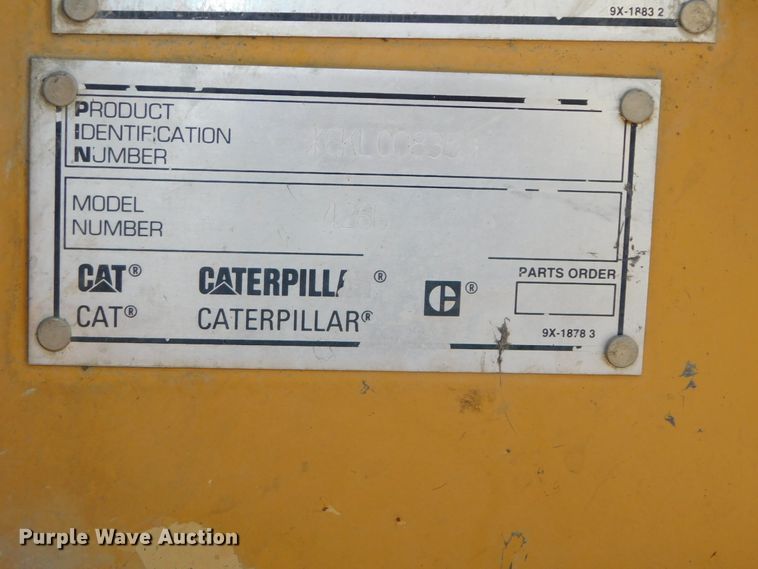 9X-1883 2
PRODUCT
IDENTIFICATION
NUMBER
MODEL
NUMBER
CAT® CATERPILLAR® C®
CAT® CATERPILLAR®
PARTS ORDER
9X-1878 3
Purple Wave Auction